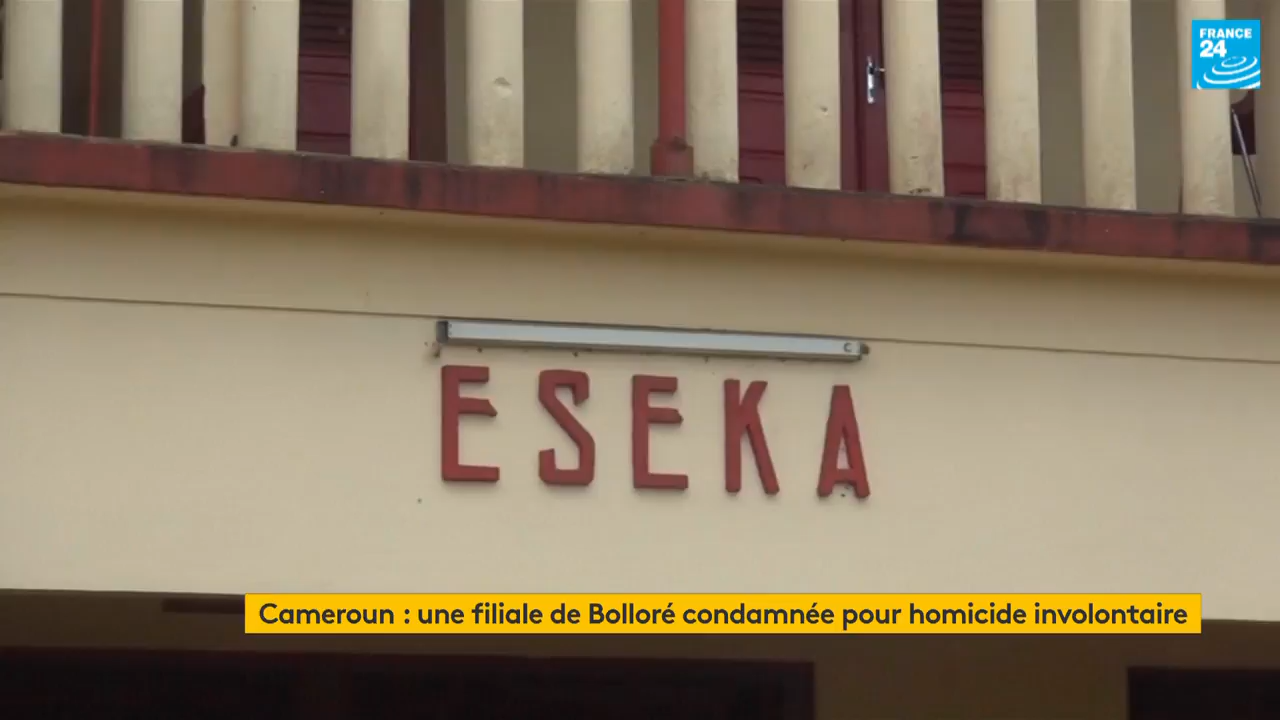 FRANCE
24
ESEKA
Cameroun : une filiale de Bolloré condamnée pour homicide involontaire